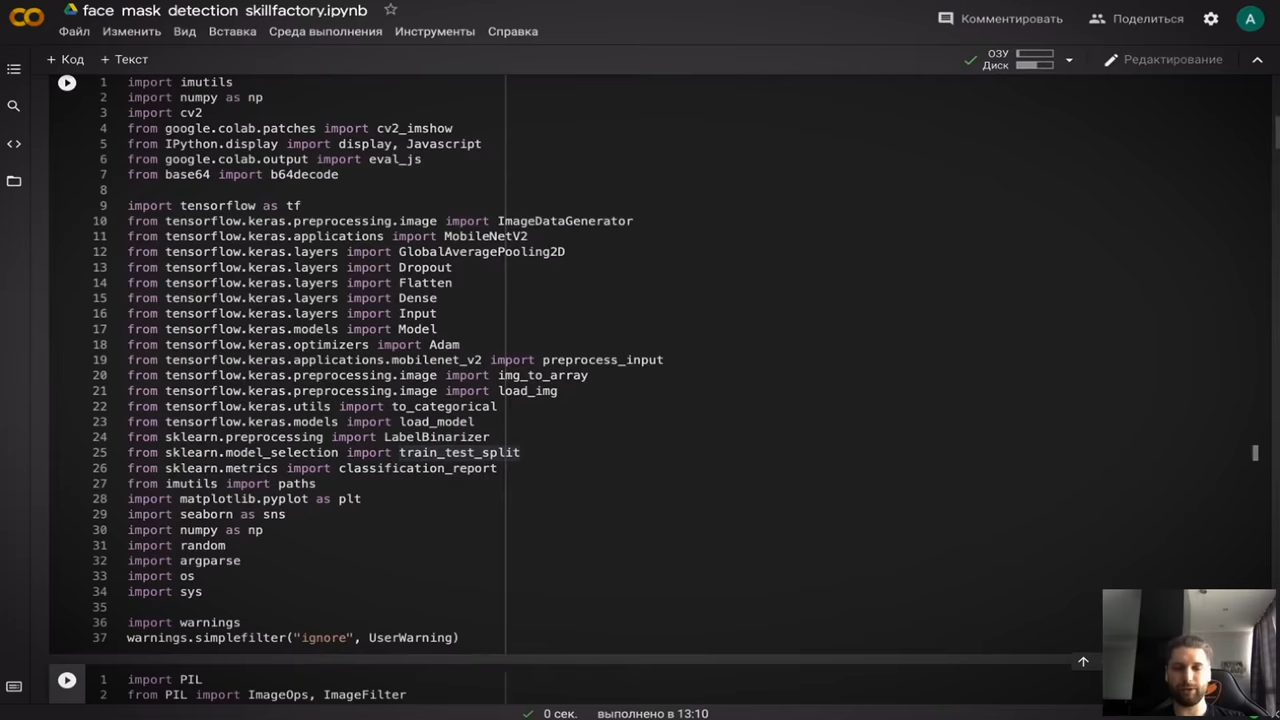 face mask detection skillfactory.ipynb
Файл Изменить Вид Вставка Среда выполнения Инструменты Справка
Комментировать Поделиться A
+ Код + Текст
ОЗУ
Диск
Редактирование
1 import imutils
2 import numpy as np
3 import cv2
4 from google.colab.patches import cv2_imshow
5 from IPython.display import display, Javascript
6 from google.colab.output import eval_js
7 from base64 import b64decode
8
9 import tensorflow as tf
10 from tensorflow.keras.preprocessing.image import ImageDataGenerator
11 from tensorflow.keras.applications import MobileNetV2
12 from tensorflow.keras.layers import GlobalAveragePooling2D
13 from tensorflow.keras.layers import Dropout
14 from tensorflow.keras.layers import Flatten
15 from tensorflow.keras.layers import Dense
16 from tensorflow.keras.layers import Input
17 from tensorflow.keras.models import Model
18 from tensorflow.keras.optimizers import Adam
19 from tensorflow.keras.applications.mobilenet_v2 import preprocess_input
20 from tensorflow.keras.preprocessing.image import img_to_array
21 from tensorflow.keras.preprocessing.image import load_img
22 from tensorflow.keras.utils import to_categorical
23 from tensorflow.keras.models import load_model
24 from sklearn.preprocessing import LabelBinarizer
25 from sklearn.model_selection import train_test_split
26 from sklearn.metrics import classification_report
27 from imutils import paths
28 import matplotlib.pyplot as plt
29 import seaborn as sns
30 import numpy as np
31 import random
32 import argparse
33 import os
34 import sys
35
36 import warnings
37 warnings.simplefilter("ignore", UserWarning)
1 import PIL
2 from PIL import ImageOps, ImageFilter
0 сек. выполнено в 13:10